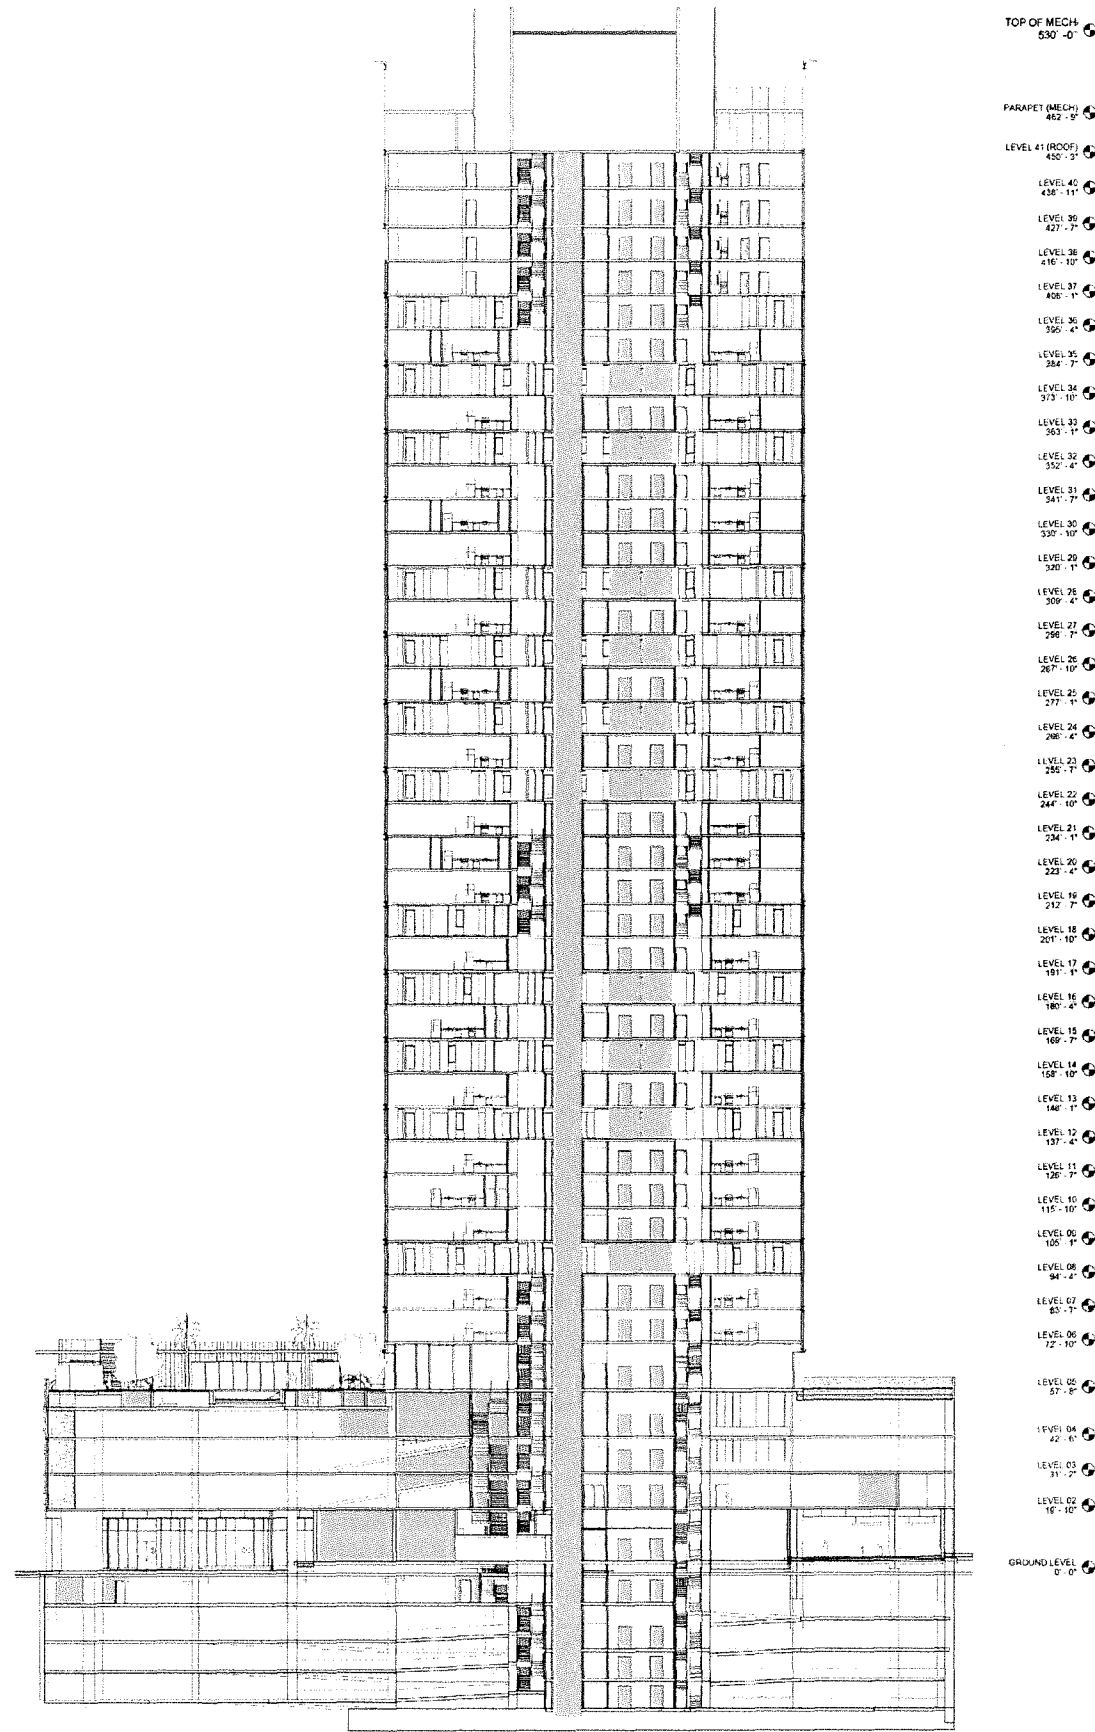 TOP OF MECH
530' -0"
PARAPET (MECH)
462' - 9"
LEVEL 41 (ROOF)
450' - 3"
LEVEL 40
438' - 11"
LEVEL 39
427' - 7"
LEVEL 38
416' - 10"
LEVEL 37
406' - 1"
LEVEL 36
395' - 4"
LEVEL 35
384' - 7"
LEVEL 34
373' - 10"
LEVEL 33
363' - 1"
LEVEL 32
352' - 4"
LEVEL 31
341' - 7"
LEVEL 30
330' - 10"
LEVEL 29
320' - 1"
LEVEL 28
309' - 4"
LEVEL 27
298' - 7"
LEVEL 26
287' - 10"
LEVEL 25
277' - 1"
LEVEL 24
266' - 4"
LEVEL 23
255' - 7"
LEVEL 22
244' - 10"
LEVEL 21
234' - 1"
LEVEL 20
223' - 4"
LEVEL 19
212' - 7"
LEVEL 18
201' - 10"
LEVEL 17
191' - 1"
LEVEL 16
180' - 4"
LEVEL 15
169' - 7"
LEVEL 14
158' - 10"
LEVEL 13
148' - 1"
LEVEL 12
137' - 4"
LEVEL 11
126' - 7"
LEVEL 10
115' - 10"
LEVEL 09
105' - 1"
LEVEL 08
94' - 4"
LEVEL 07
83' - 7"
LEVEL 06
72' - 10"
LEVEL 05
57' - 8"
LEVEL 04
42' - 6"
LEVEL 03
31' - 2"
LEVEL 02
19' - 10"
GROUND LEVEL
0' - 0"